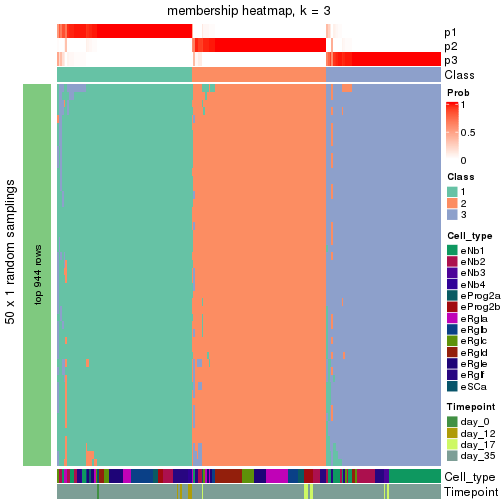 membership heatmap, k = 3
p1
p2
p3
Class
50 x 1 random samplings
top 944 rows
Prob
1
0.5
0
Class
1
2
3
Cell_type
eNb1
eNb2
eNb3
eNb4
eProg2a
eProg2b
eRgla
eRglb
eRglc
eRgld
eRgle
eRglf
eSCa
Timepoint
day_0
day_12
day_17
day_35
Cell_type
Timepoint